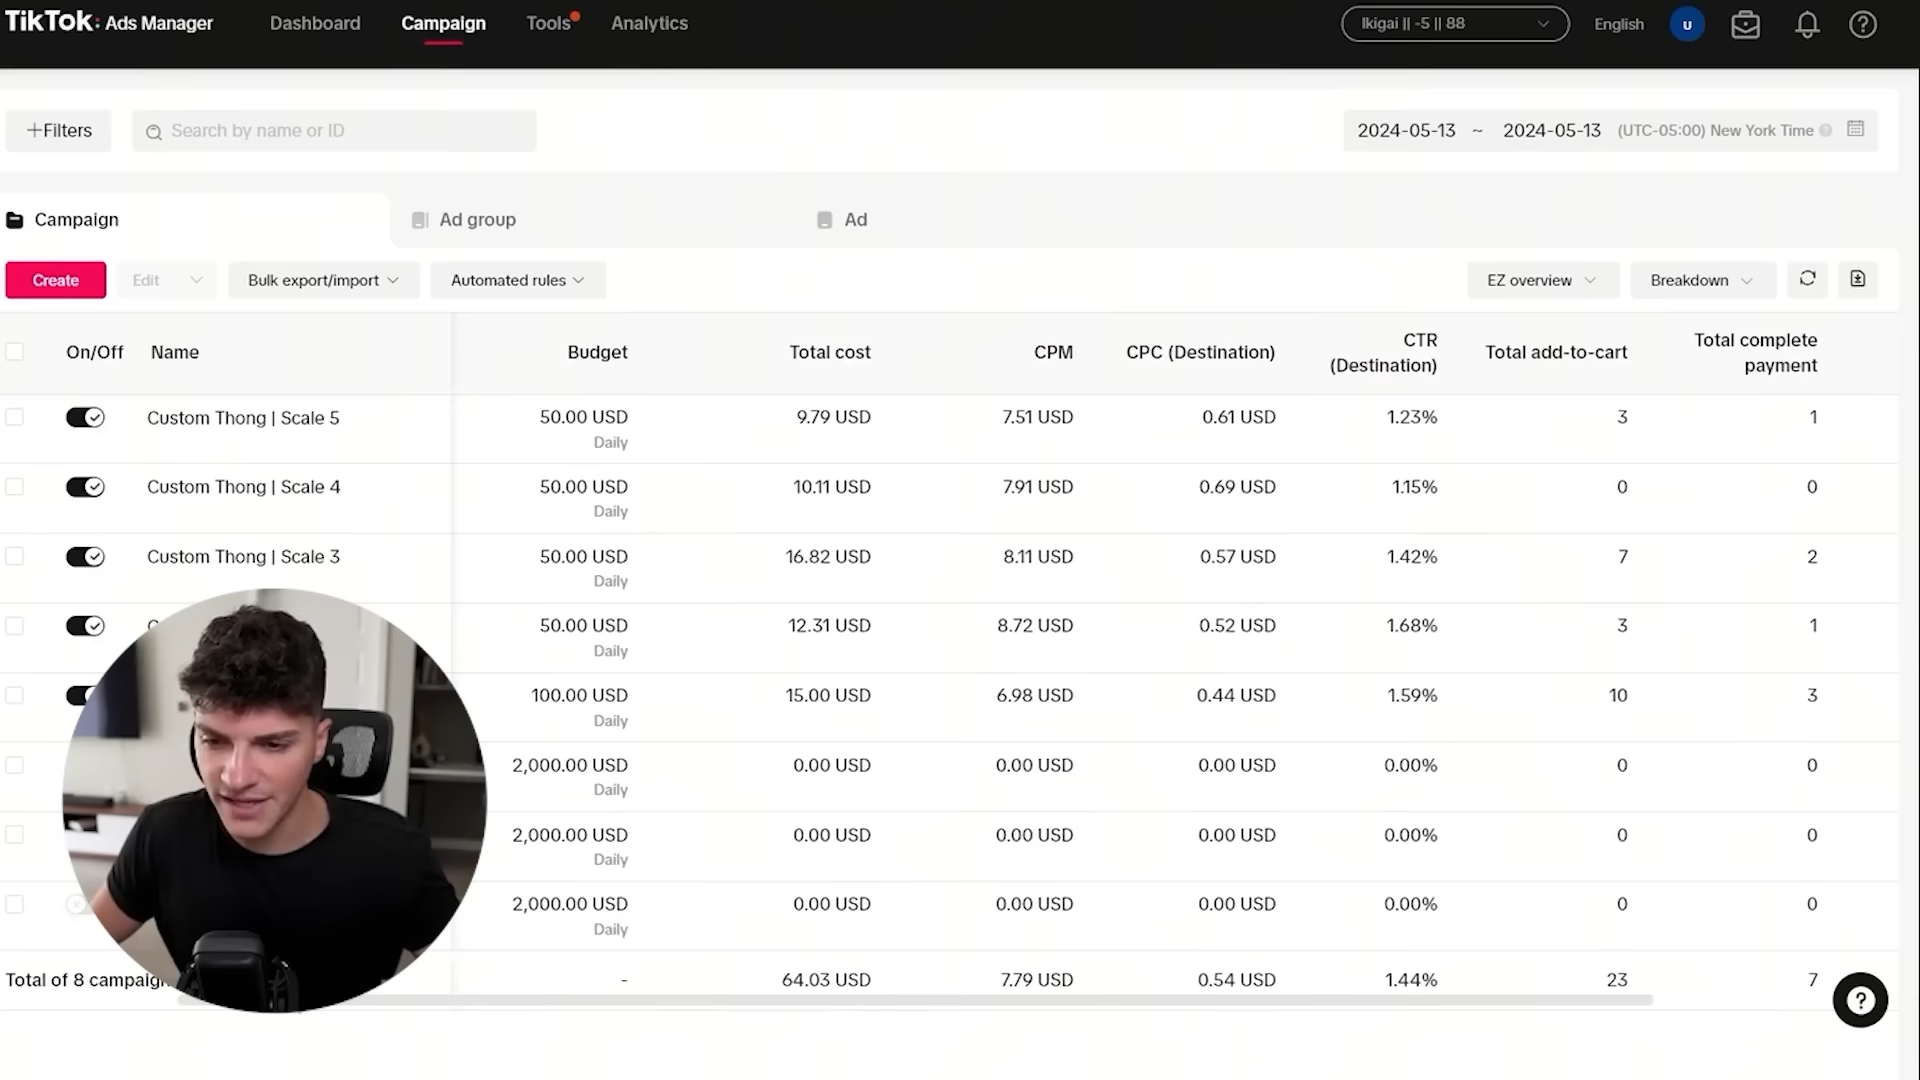 TikTok: Ads Manager
Dashboard
Campaign
Tools
Analytics
Ikigai || -5 || 88
English
U
+Filters
Search by name or ID
2024-05-13 ~ 2024-05-13 (UTC-05:00) New York Time
Campaign
Ad group
Ad
Create
Edit
Bulk export/import
Automated rules
EZ overview
Breakdown
On/Off
Name
Budget
Total cost
CPM
CPC (Destination)
CTR
(Destination)
Total add-to-cart
Total complete
payment
Custom Thong | Scale 5 50.00 USD 9.79 USD 7.51 USD 0.61 USD 1.23% 3 1
Daily
Custom Thong | Scale 4 50.00 USD 10.11 USD 7.91 USD 0.69 USD 1.15% 0 0
Daily
Custom Thong | Scale 3 50.00 USD 16.82 USD 8.11 USD 0.57 USD 1.42% 7 2
Daily
50.00 USD 12.31 USD 8.72 USD 0.52 USD 1.68% 3 1
Daily
100.00 USD 15.00 USD 6.98 USD 0.44 USD 1.59% 10 3
Daily
2,000.00 USD 0.00 USD 0.00 USD 0.00 USD 0.00% 0 0
Daily
2,000.00 USD 0.00 USD 0.00 USD 0.00 USD 0.00% 0 0
Daily
2,000.00 USD 0.00 USD 0.00 USD 0.00 USD 0.00% 0 0
Daily
Total of 8 campaig - 64.03 USD 7.79 USD 0.54 USD 1.44% 23 7